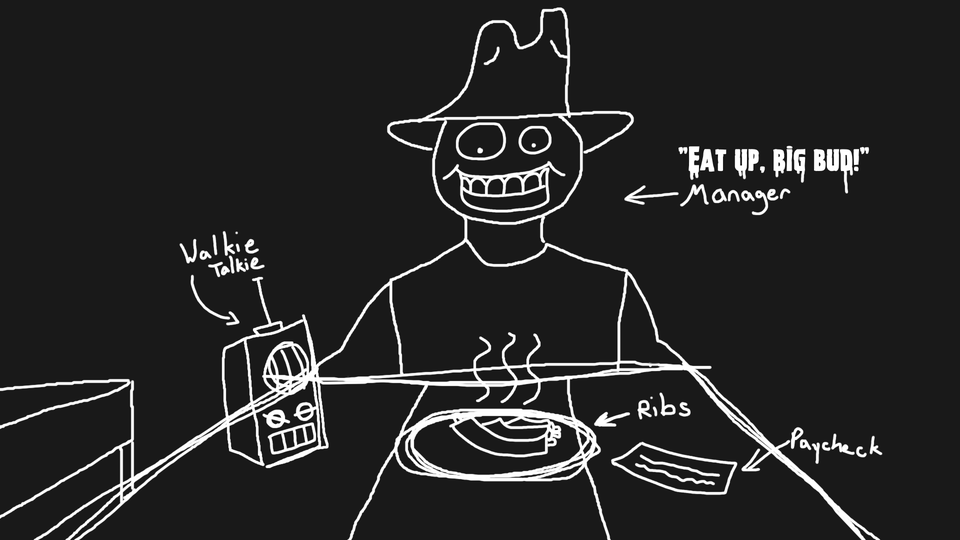 "Eat up, big bud!"
Manager
Walkie
Talkie
Ribs
Paycheck